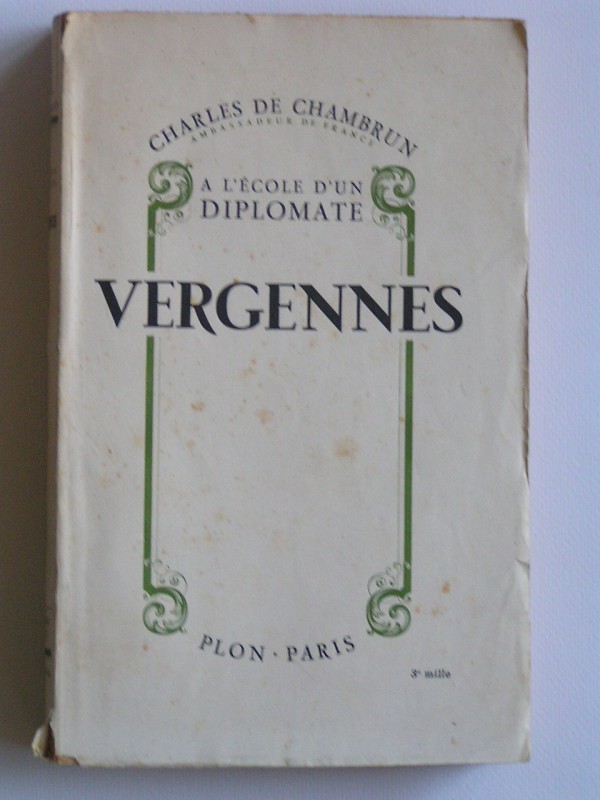 CHARLES DE CHAMBRUN
AMBASSADEUR DE FRANCE
A L'ÉCOLE D'UN
DIPLOMATE
VERGENNES
PLON · PARIS
3e mille